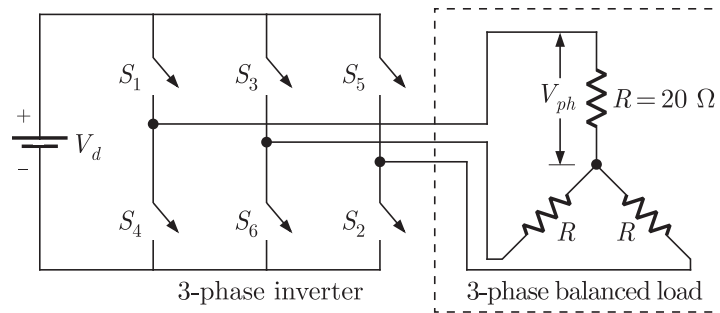 S1
S3
S5
+
Vd
−
S4
S6
S2
Vph
R = 20 Ω
R
R
3-phase inverter
3-phase balanced load